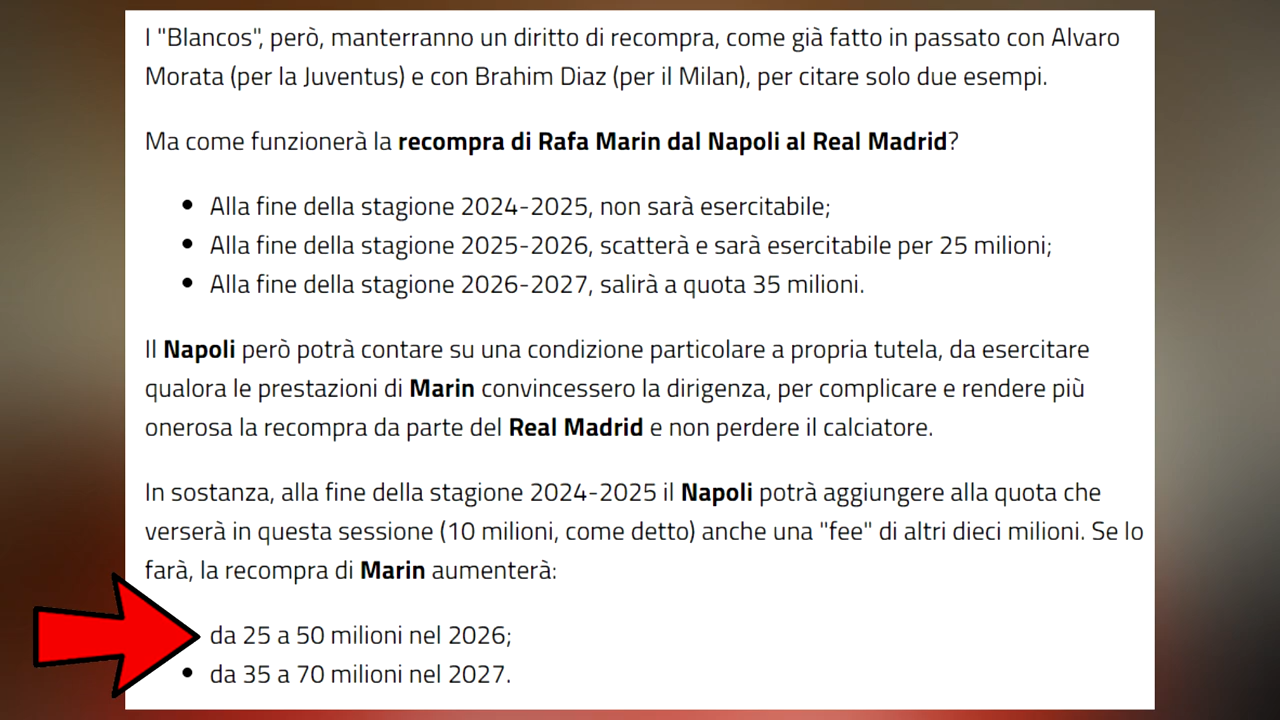 I "Blancos", però, manterranno un diritto di recompra, come già fatto in passato con Alvaro
Morata (per la Juventus) e con Brahim Diaz (per il Milan), per citare solo due esempi.
Ma come funzionerà la recompra di Rafa Marin dal Napoli al Real Madrid?
• Alla fine della stagione 2024-2025, non sarà esercitabile;
• Alla fine della stagione 2025-2026, scatterà e sarà esercitabile per 25 milioni;
• Alla fine della stagione 2026-2027, salirà a quota 35 milioni.
Il Napoli però potrà contare su una condizione particolare a propria tutela, da esercitare
qualora le prestazioni di Marin convincessero la dirigenza, per complicare e rendere più
onerosa la recompra da parte del Real Madrid e non perdere il calciatore.
In sostanza, alla fine della stagione 2024-2025 il Napoli potrà aggiungere alla quota che
verserà in questa sessione (10 milioni, come detto) anche una "fee" di altri dieci milioni. Se lo
farà, la recompra di Marin aumenterà:
da 25 a 50 milioni nel 2026;
• da 35 a 70 milioni nel 2027.